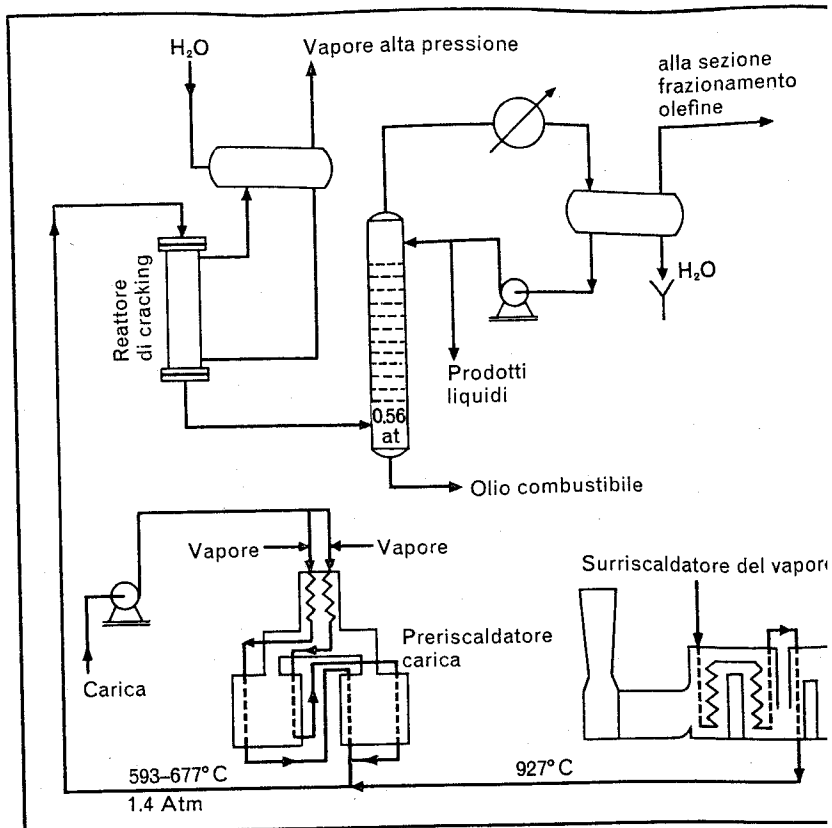 H₂O
Vapore alta pressione
alla sezione
frazionamento
olefine
Reattore
di cracking
H₂O
Prodotti
liquidi
0.56
at
Olio combustibile
Vapore
Vapore
Surriscaldatore del vapore
Preriscaldatore
carica
Carica
593–677° C
927° C
1.4 Atm